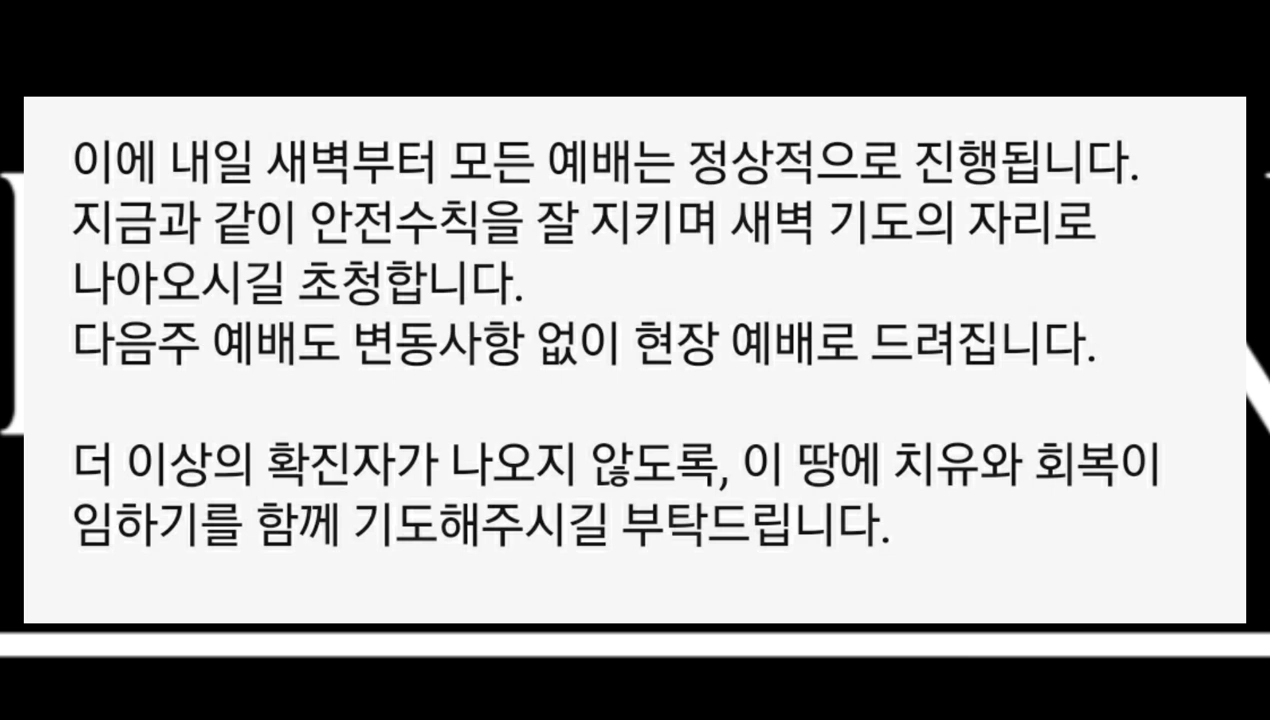 이에 내일 새벽부터 모든 예배는 정상적으로 진행됩니다.
지금과 같이 안전수칙을 잘 지키며 새벽 기도의 자리로
나아오시길 초청합니다.
다음주 예배도 변동사항 없이 현장 예배로 드려집니다.
더 이상의 확진자가 나오지 않도록, 이 땅에 치유와 회복이
임하기를 함께 기도해주시길 부탁드립니다.